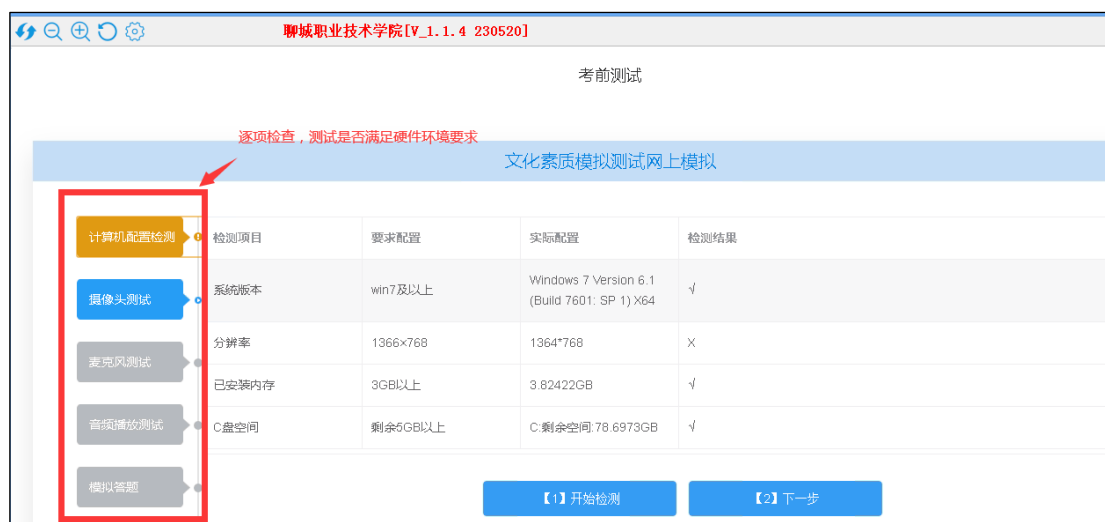 聊城职业技术学院[V_1.1.4 230520]
考前测试
逐项检查，测试是否满足硬件环境要求
文化素质模拟测试网上模拟
计算机配置检测
检测项目 要求配置 实际配置 检测结果
摄像头测试
系统版本 win7及以上 Windows 7 Version 6.1
(Build 7601: SP 1) X64 √
分辨率 1366×768 1364*768 X
麦克风测试
已安装内存 3GB以上 3.82422GB √
音频播放测试
C盘空间 剩余5GB以上 C:剩余空间:78.6973GB √
模拟答题
【1】开始检测 【2】下一步